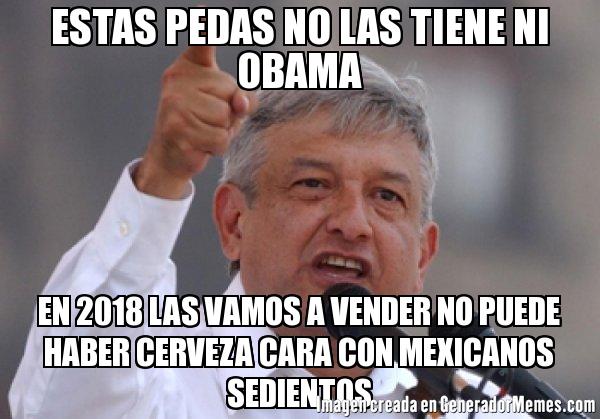 ESTAS PEDAS NO LAS TIENE NI
OBAMA
EN 2018 LAS VAMOS A VENDER NO PUEDE
HABER CERVEZA CARA CON MEXICANOS
SEDIENTOS
Imagen creada en GeneradorMemes.com